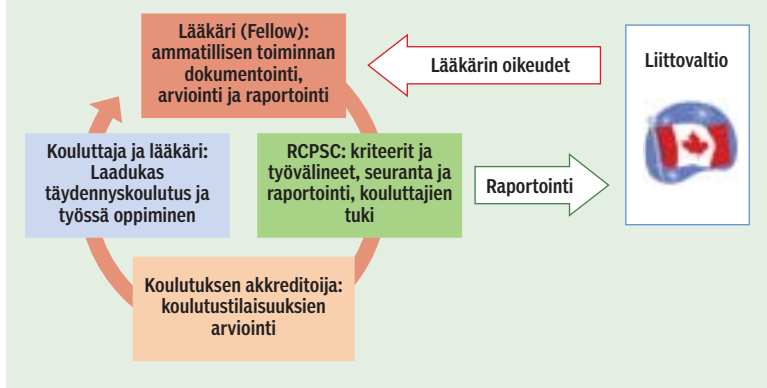 Lääkäri (Fellow):
ammatillisen toiminnan
dokumentointi,
arviointi ja raportointi
Lääkärin oikeudet
Liittovaltio
Kouluttaja ja lääkäri:
Laadukas
täydennyskoulutus ja
työssä oppiminen
RCPSC: kriteerit ja
työvälineet, seuranta ja
raportointi, kouluttajien
tuki
Raportointi
Koulutuksen akkreditoija:
koulutustilaisuuksien
arviointi